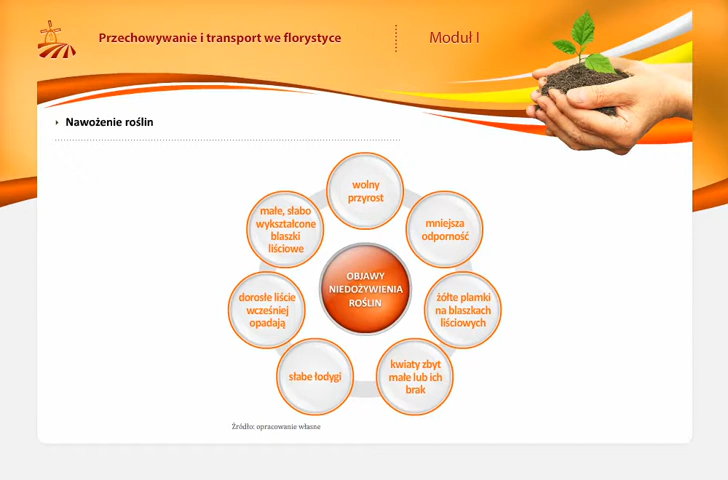 Przechowywanie i transport we florystyce
Moduł I
Nawożenie roślin
wolny
przyrost
mniejsza
odporność
żółte plamki
na blaszkach
liściowych
kwiaty zbyt
małe lub ich
brak
słabe łodygi
dorosłe liście
wcześniej
opadają
małe, słabo
wykształcone
blaszki
liściowe
OBJAWY
NIEDOŻYWIENIA
ROŚLIN
Źródło: opracowanie własne